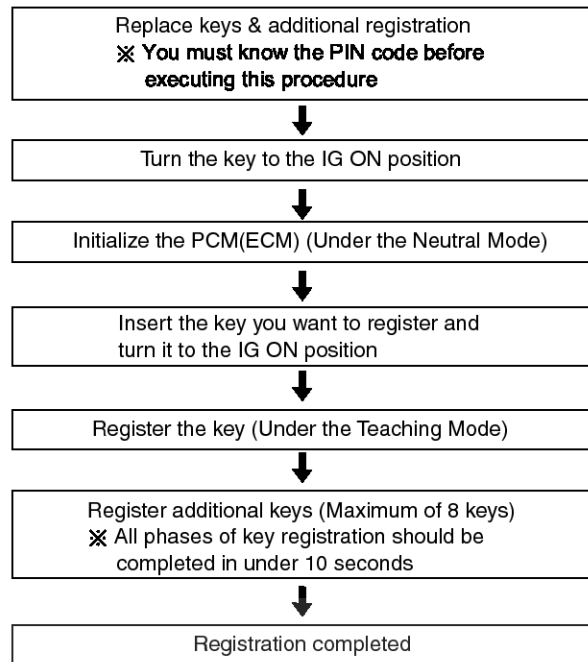 Replace keys & additional registration
※ You must know the PIN code before
executing this procedure
Turn the key to the IG ON position
Initialize the PCM(ECM) (Under the Neutral Mode)
Insert the key you want to register and
turn it to the IG ON position
Register the key (Under the Teaching Mode)
Register additional keys (Maximum of 8 keys)
※ All phases of key registration should be
completed in under 10 seconds
Registration completed